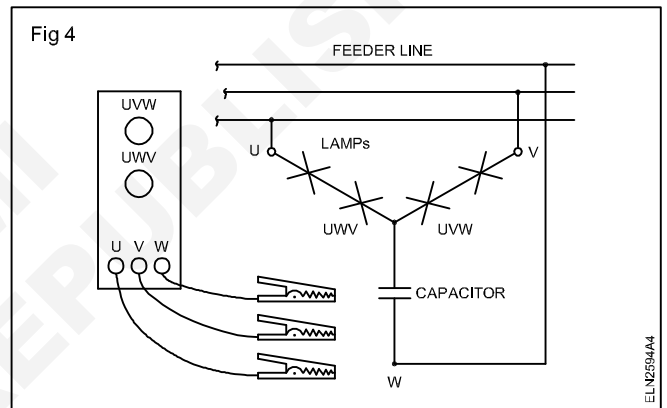 Fig 4
FEEDER LINE
UVW
UWV
U V W
LAMPs
U
V
UWV
UVW
CAPACITOR
W
ELN2594A4